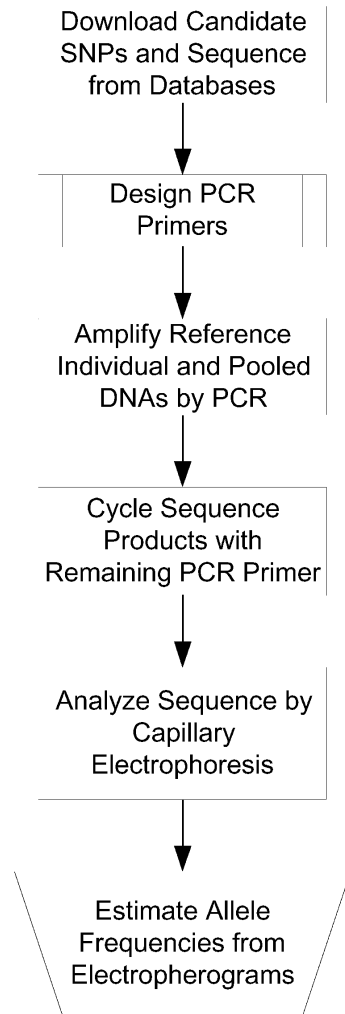 Download Candidate
SNPs and Sequence
from Databases
Design PCR
Primers
Amplify Reference
Individual and Pooled
DNAs by PCR
Cycle Sequence
Products with
Remaining PCR Primer
Analyze Sequence by
Capillary
Electrophoresis
Estimate Allele
Frequencies from
Electropherograms